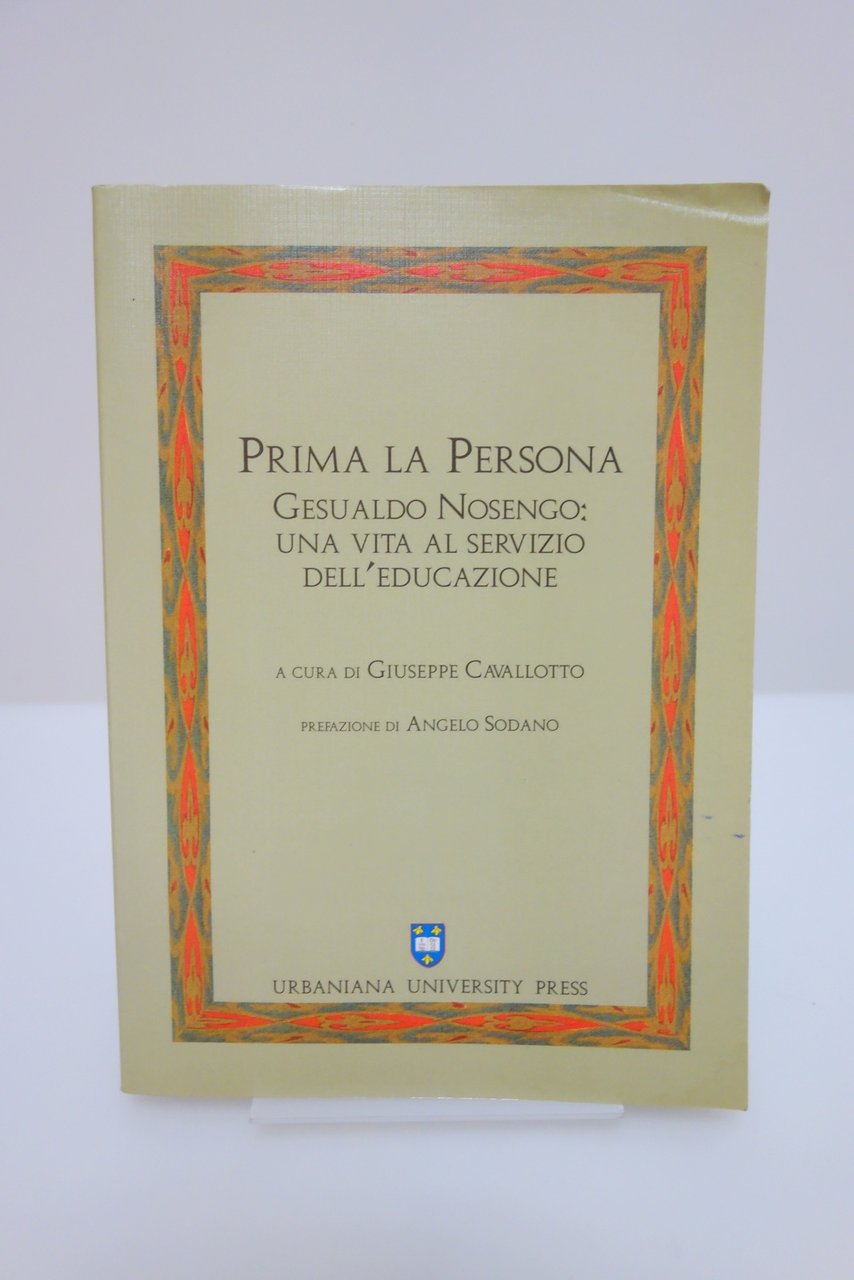 Prima la Persona
Gesualdo Nosengo:
una vita al servizio
dell'educazione
a cura di Giuseppe Cavallotto
prefazione di Angelo Sodano
Urbaniana University Press